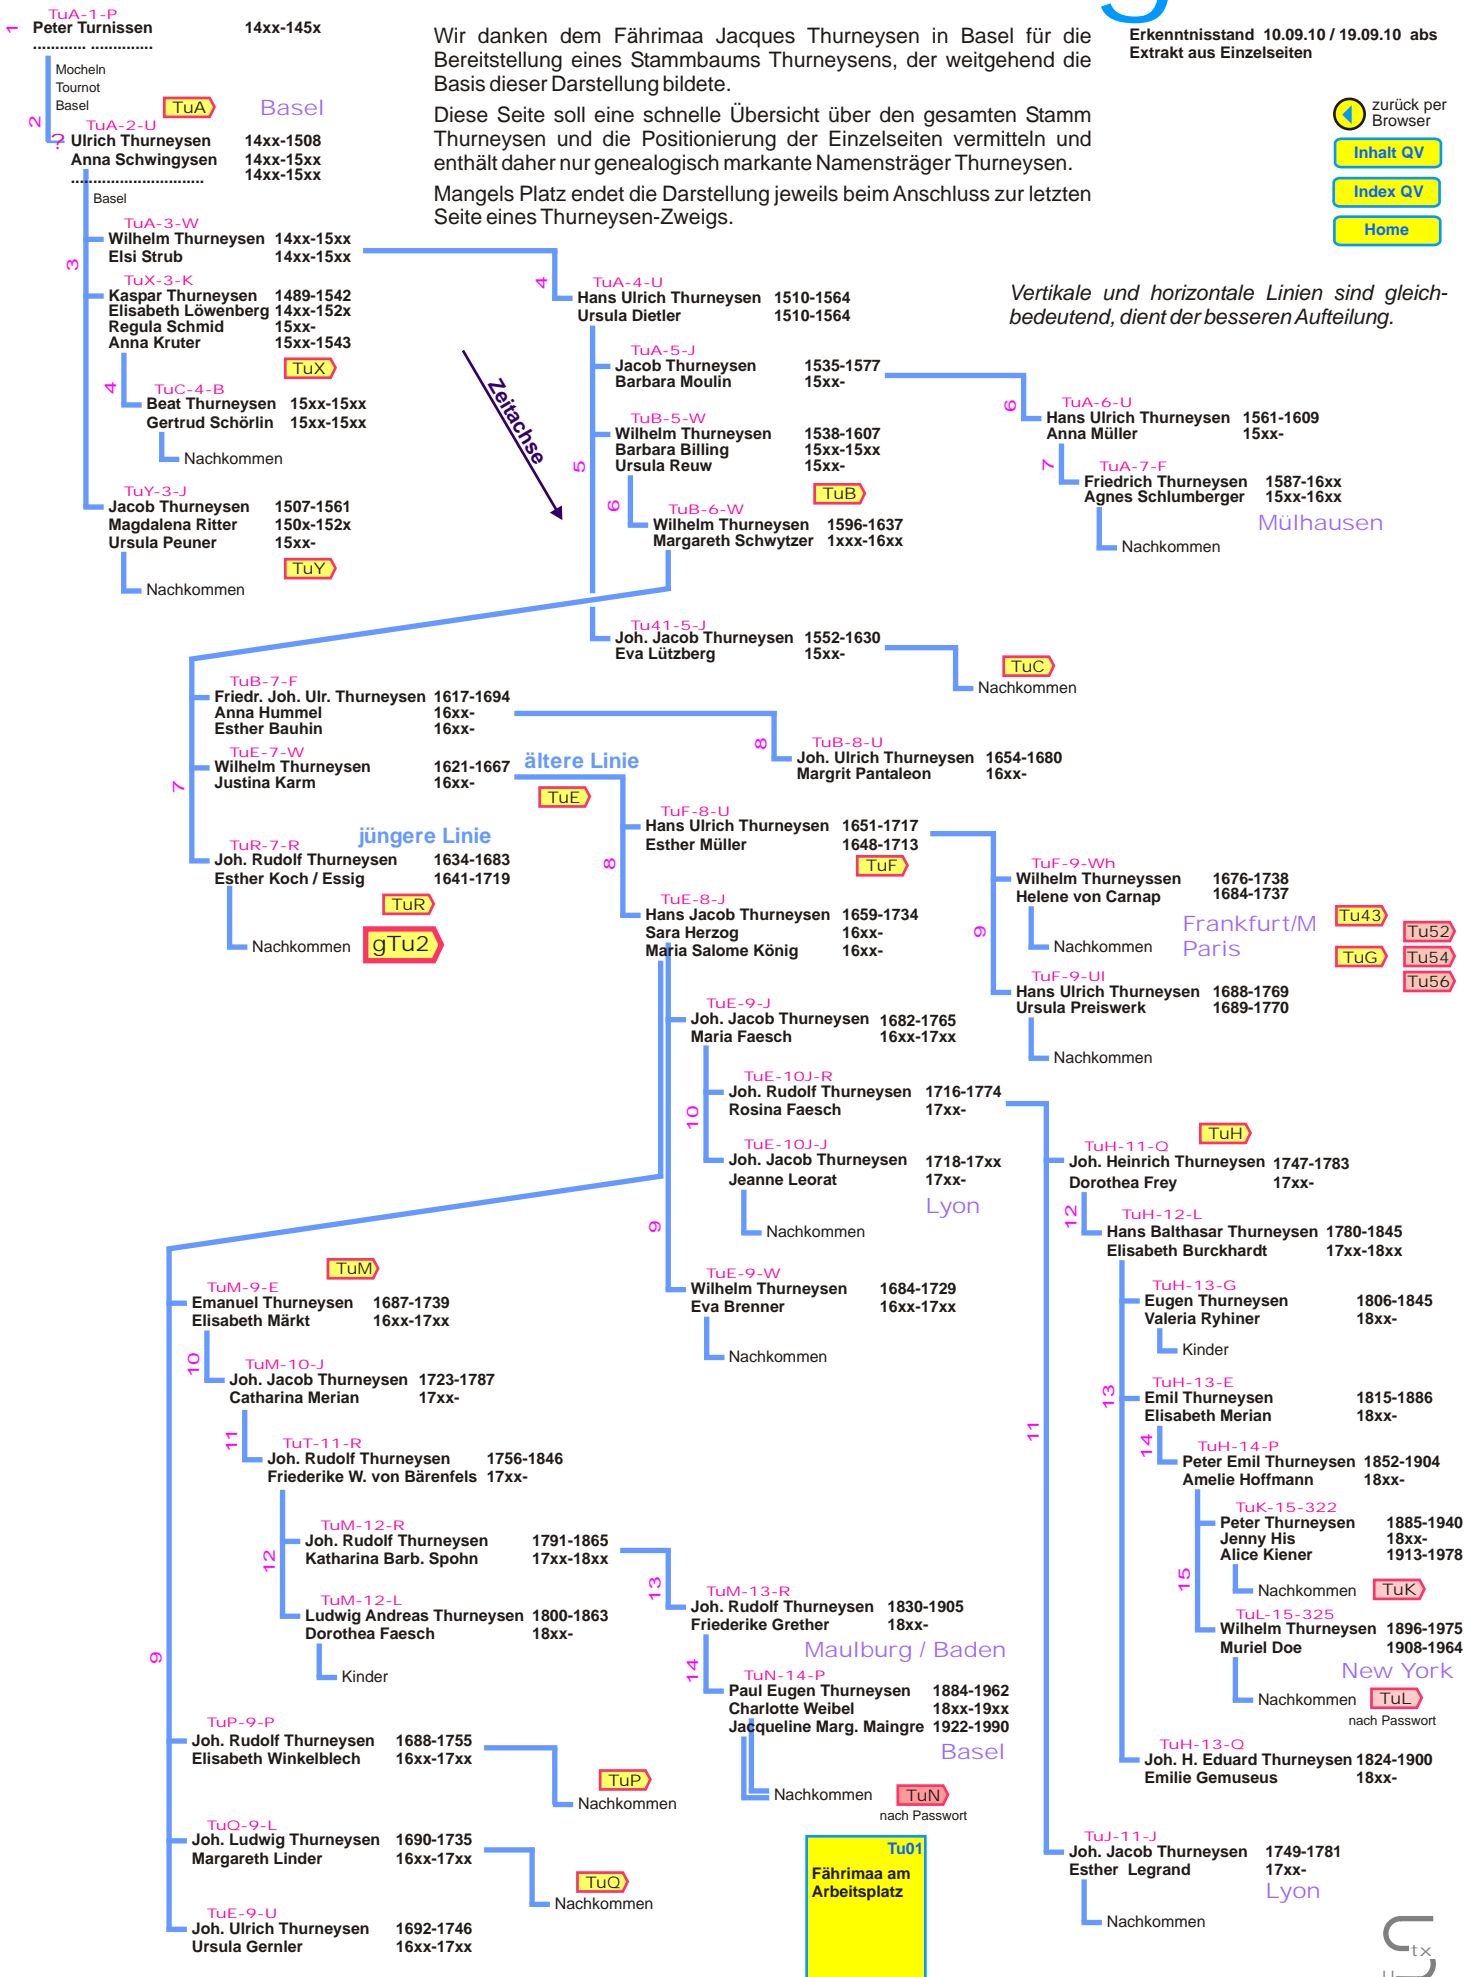 TuA-1-P
1
Peter Turnissen 14xx-145x
............ ..............
Mocheln
Tournot
Basel
TuA
Basel
2
TuA-2-U
?
Ulrich Thurneysen 14xx-1508
Anna Schwingysen 14xx-15xx
.............................. 14xx-15xx
Basel
Wir danken dem Fährimaa Jacques Thurneysen in Basel für die
Bereitstellung eines Stammbaums Thurneysens, der weitgehend die
Basis dieser Darstellung bildete.
Diese Seite soll eine schnelle Übersicht über den gesamten Stamm
Thurneysen und die Positionierung der Einzelseiten vermitteln und
enthält daher nur genealogisch markante Namensträger Thurneysen.
Mangels Platz endet die Darstellung jeweils beim Anschluss zur letzten
Seite eines Thurneysen-Zweigs.
Erkenntnisstand 10.09.10 / 19.09.10 abs
Extrakt aus Einzelseiten
zurück per
Browser
Inhalt QV
Index QV
Home
Vertikale und horizontale Linien sind gleich-
bedeutend, dient der besseren Aufteilung.
3
TuA-3-W
Wilhelm Thurneysen 14xx-15xx
Elsi Strub 14xx-15xx
TuX-3-K
Kaspar Thurneysen 1489-1542
Elisabeth Löwenberg 14xx-152x
Regula Schmid 15xx-
Anna Kruter 15xx-1543
TuX
4
TuC-4-B
Beat Thurneysen 15xx-15xx
Gertrud Schörlin 15xx-15xx
Nachkommen
TuY-3-J
Jacob Thurneysen 1507-1561
Magdalena Ritter 150x-152x
Ursula Peuner 15xx-
TuY
Nachkommen
Zeitachse
4
TuA-4-U
Hans Ulrich Thurneysen 1510-1564
Ursula Dietler 1510-1564
5
TuA-5-J
Jacob Thurneysen 1535-1577
Barbara Moulin 15xx-
TuB-5-W
Wilhelm Thurneysen 1538-1607
Barbara Billing 15xx-15xx
Ursula Reuw 15xx-
TuB
6
TuB-6-W
Wilhelm Thurneysen 1596-1637
Margareth Schwytzer 1xxx-16xx
6
TuA-6-U
Hans Ulrich Thurneysen 1561-1609
Anna Müller 15xx-
7
TuA-7-F
Friedrich Thurneysen 1587-16xx
Agnes Schlumberger 15xx-16xx
Mülhausen
Nachkommen
Tu41-5-J
Joh. Jacob Thurneysen 1552-1630
Eva Lützberg 15xx-
TuC
Nachkommen
7
TuB-7-F
Friedr. Joh. Ulr. Thurneysen 1617-1694
Anna Hummel 16xx-
Esther Bauhin 16xx-
8
TuB-8-U
Joh. Ulrich Thurneysen 1654-1680
Margrit Pantaleon 16xx-
TuE-7-W
Wilhelm Thurneysen 1621-1667
Justina Karm 16xx-
ältere Linie
TuE
jüngere Linie
TuR-7-R
Joh. Rudolf Thurneysen 1634-1683
Esther Koch / Essig 1641-1719
TuR
Nachkommen
gTu2
8
TuF-8-U
Hans Ulrich Thurneysen 1651-1717
Esther Müller 1648-1713
TuF
TuE-8-J
Hans Jacob Thurneysen 1659-1734
Sara Herzog 16xx-
Maria Salome König 16xx-
9
TuF-9-Wh
Wilhelm Thurneyssen 1676-1738
Helene von Carnap 1684-1737
Nachkommen
Frankfurt/M
Paris
Tu43
TuG
Tu52
Tu54
Tu56
TuF-9-Ul
Hans Ulrich Thurneysen 1688-1769
Ursula Preiswerk 1689-1770
Nachkommen
9
TuE-9-J
Joh. Jacob Thurneysen 1682-1765
Maria Faesch 16xx-17xx
10
TuE-10J-R
Joh. Rudolf Thurneysen 1716-1774
Rosina Faesch 17xx-
TuE-10J-J
Joh. Jacob Thurneysen 1718-17xx
Jeanne Leorat 17xx-
Lyon
Nachkommen
TuE-9-W
Wilhelm Thurneysen 1684-1729
Eva Brenner 16xx-17xx
Nachkommen
11
TuH
TuH-11-Q
Joh. Heinrich Thurneysen 1747-1783
Dorothea Frey 17xx-
12
TuH-12-L
Hans Balthasar Thurneysen 1780-1845
Elisabeth Burckhardt 17xx-18xx
13
TuH-13-G
Eugen Thurneysen 1806-1845
Valeria Ryhiner 18xx-
Kinder
TuH-13-E
Emil Thurneysen 1815-1886
Elisabeth Merian 18xx-
14
TuH-14-P
Peter Emil Thurneysen 1852-1904
Amelie Hoffmann 18xx-
15
TuK-15-322
Peter Thurneysen 1885-1940
Jenny His 18xx-
Alice Kiener 1913-1978
Nachkommen
TuK
TuL-15-325
Wilhelm Thurneysen 1896-1975
Muriel Doe 1908-1964
New York
Nachkommen
TuL
nach Passwort
TuH-13-Q
Joh. H. Eduard Thurneysen 1824-1900
Emilie Gemuseus 18xx-
TuJ-11-J
Joh. Jacob Thurneysen 1749-1781
Esther Legrand 17xx-
Lyon
Nachkommen
9
TuM
TuM-9-E
Emanuel Thurneysen 1687-1739
Elisabeth Märkt 16xx-17xx
10
TuM-10-J
Joh. Jacob Thurneysen 1723-1787
Catharina Merian 17xx-
11
TuT-11-R
Joh. Rudolf Thurneysen 1756-1846
Friederike W. von Bärenfels 17xx-
12
TuM-12-R
Joh. Rudolf Thurneysen 1791-1865
Katharina Barb. Spohn 17xx-18xx
TuM-12-L
Ludwig Andreas Thurneysen 1800-1863
Dorothea Faesch 18xx-
Kinder
13
TuM-13-R
Joh. Rudolf Thurneysen 1830-1905
Friederike Grether 18xx-
Maulburg / Baden
14
TuN-14-P
Paul Eugen Thurneysen 1884-1962
Charlotte Weibel 18xx-19xx
Jacqueline Marg. Maingre 1922-1990
Basel
Nachkommen
TuN
nach Passwort
TuP-9-P
Joh. Rudolf Thurneysen 1688-1755
Elisabeth Winkelblech 16xx-17xx
TuP
Nachkommen
TuQ-9-L
Joh. Ludwig Thurneysen 1690-1735
Margareth Linder 16xx-17xx
TuQ
Nachkommen
TuE-9-U
Joh. Ulrich Thurneysen 1692-1746
Ursula Gernler 16xx-17xx
Tu01
Fährimaa am
Arbeitsplatz
tx